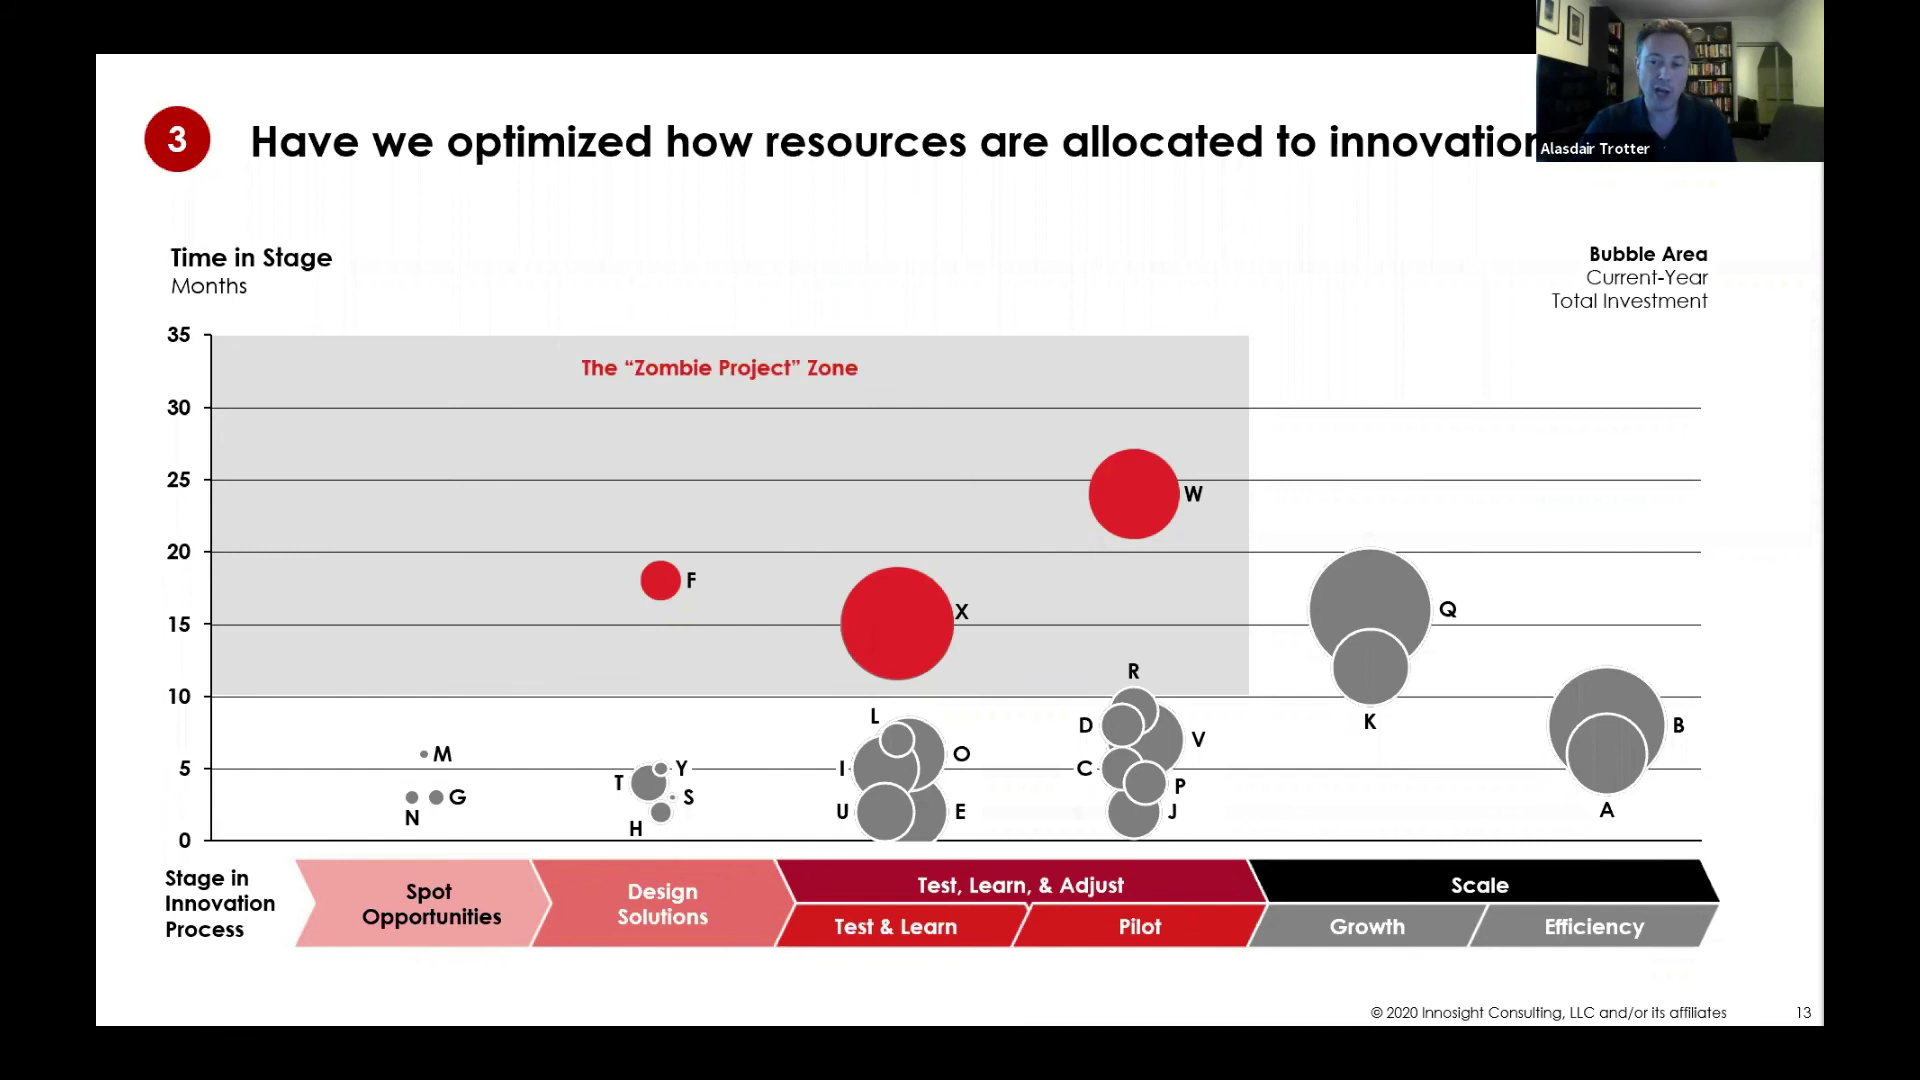 3
Have we optimized how resources are allocated to innovation
Alasdair Trotter
Time in Stage
Months
Bubble Area
Current-Year
Total Investment
35
30
25
20
15
10
5
0
The “Zombie Project” Zone
W
F
X
Q
K
B
A
R
D
V
C
P
J
L
O
I
U
E
M
N
G
T
Y
S
H
Stage in
Innovation
Process
Spot
Opportunities
Design
Solutions
Test, Learn, & Adjust
Test & Learn
Pilot
Scale
Growth
Efficiency
© 2020 Innosight Consulting, LLC and/or its affiliates
13